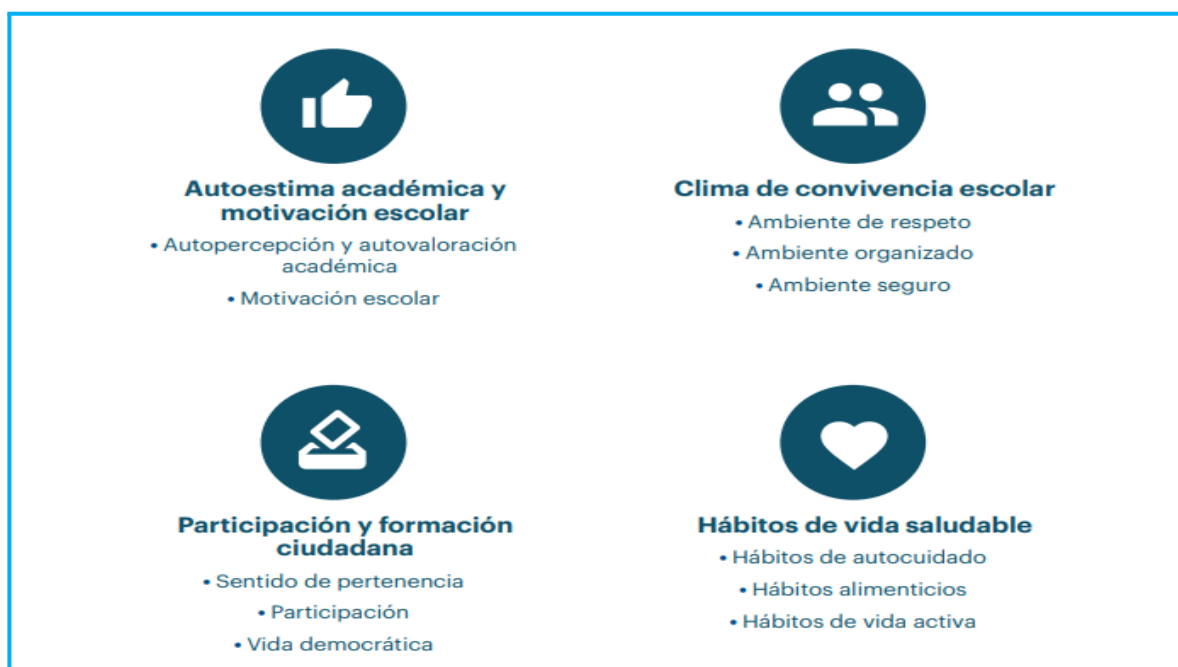 Autoestima académica y
motivación escolar
• Autopercepción y autovaloración
académica
• Motivación escolar
Clima de convivencia escolar
• Ambiente de respeto
• Ambiente organizado
• Ambiente seguro
Participación y formación
ciudadana
• Sentido de pertenencia
• Participación
• Vida democrática
Hábitos de vida saludable
• Hábitos de autocuidado
• Hábitos alimenticios
• Hábitos de vida activa